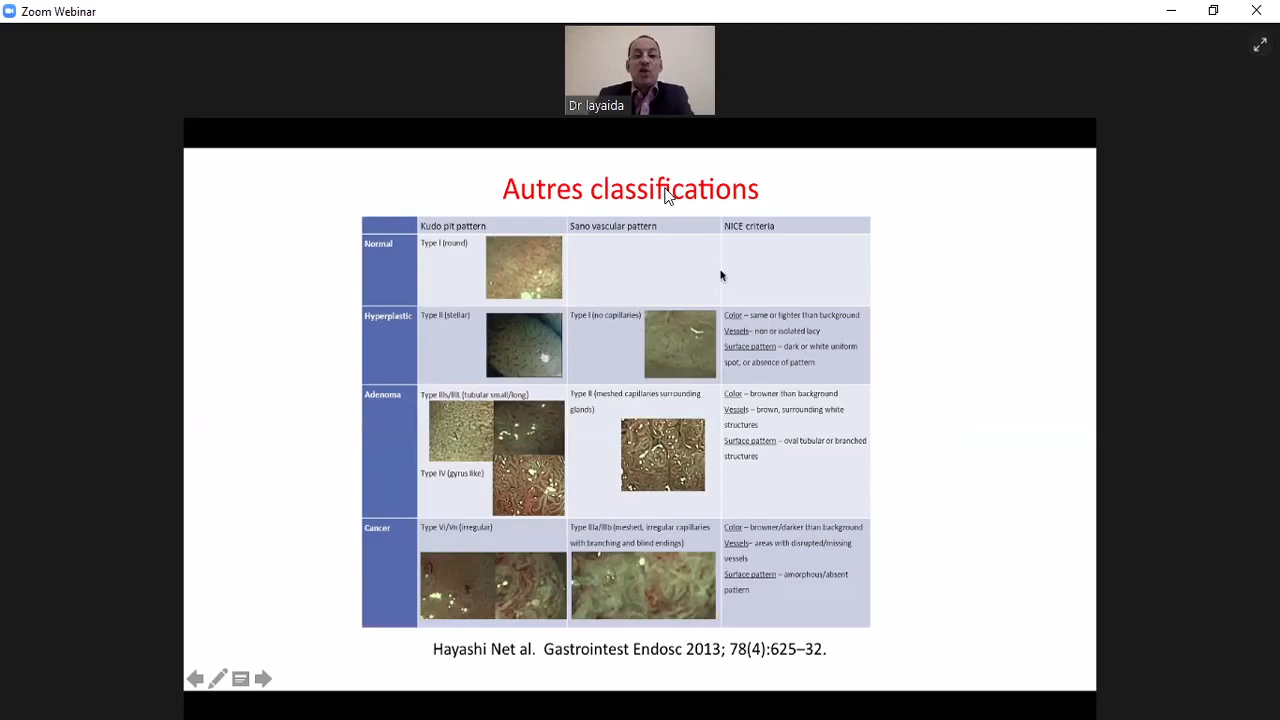 Zoom Webinar
Dr layaida
Autres classifications
Kudo pit pattern
Sano vascular pattern
NICE criteria
Normal
Type I (round)
Hyperplastic
Type II (stellar)
Type I (no capillaries)
Color – same or lighter than background
Vessels– non or isolated lacy
Surface pattern – dark or white uniform
spot, or absence of pattern
Adenoma
Type IIIs/IIIL (tubular small/long)
Type IV (gyrus like)
Type II (meshed capillaries surrounding
glands)
Color – browner than background
Vessels – brown, surrounding white
structures
Surface pattern – oval tubular or branched
structures
Cancer
Type Vi/Vn (irregular)
Type IIIa/IIIb (meshed, irregular capillaries
with branching and blind endings)
Color – browner/darker than background
Vessels– areas with disrupted/missing
vessels
Surface pattern – amorphous/absent
pattern
Hayashi Net al.  Gastrointest Endosc 2013; 78(4):625–32.